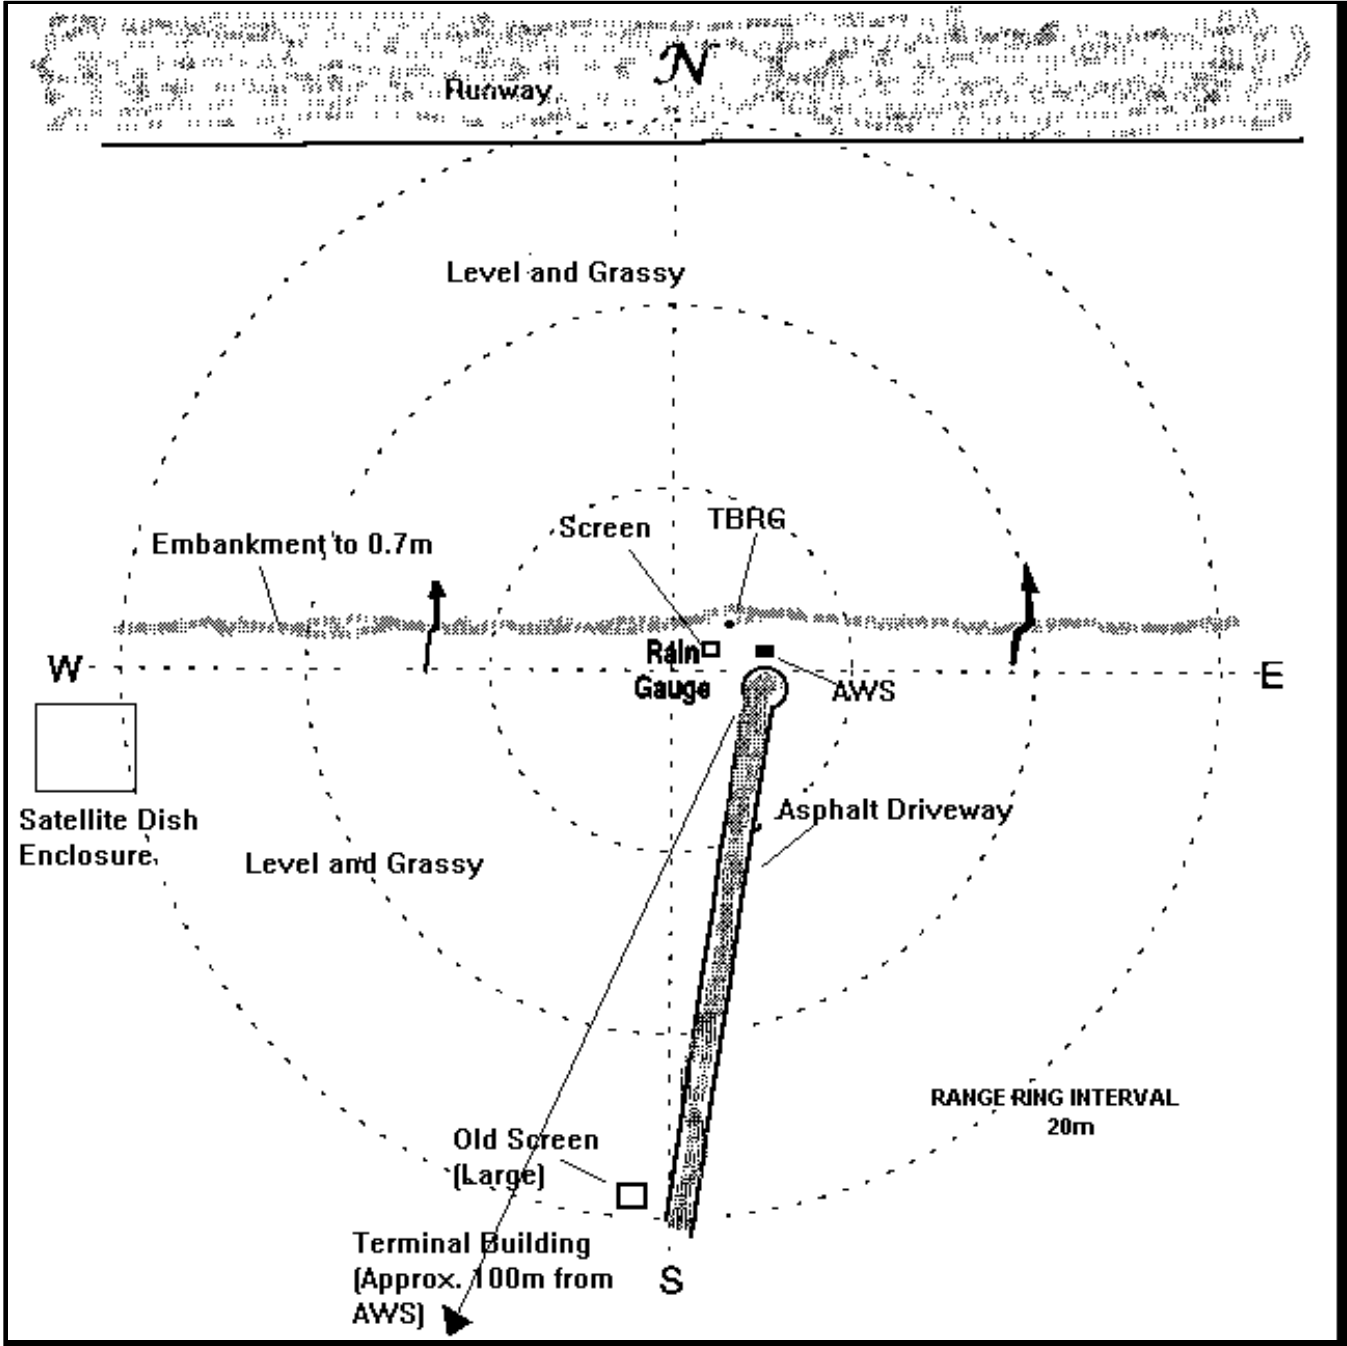 N
Runway
Level and Grassy
Screen
TBRG
Embankment to 0.7m
Rain
Gauge
W
E
AWS
Satellite Dish
Enclosure
Asphalt Driveway
Level and Grassy
RANGE RING INTERVAL
20m
Old Screen
(Large)
Terminal Building
(Approx. 100m from
AWS)
S